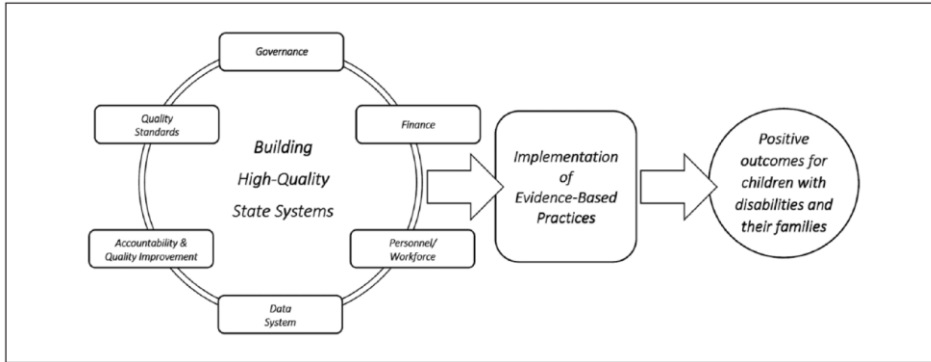 Governance
Quality
Standards
Finance
Building
High-Quality
State Systems
Accountability &
Quality Improvement
Personnel/
Workforce
Data
System
Implementation
of
Evidence-Based
Practices
Positive
outcomes for
children with
disabilities and
their families